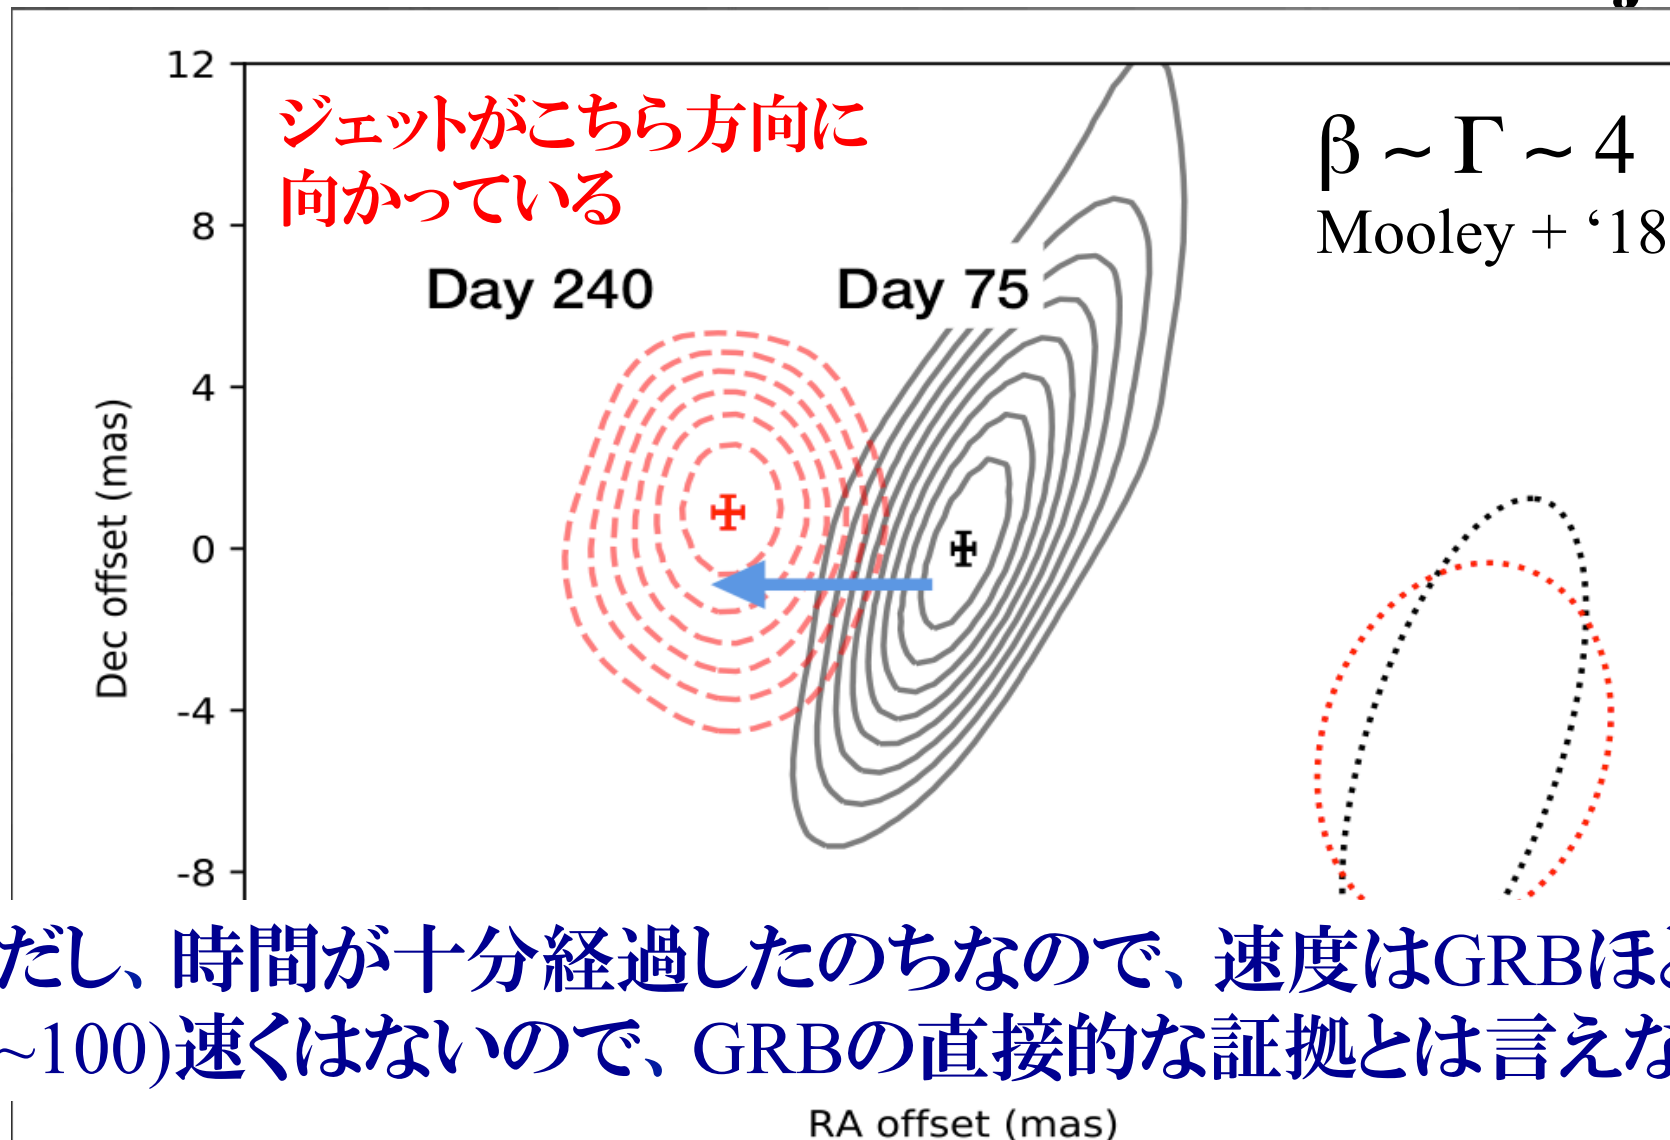 12
ジェットがこちら方向に
向かっている
β ~ Γ ~ 4
Mooley + ‘18
8
Day 240
Day 75
4
Dec offset (mas)
0
-4
-8
だし、時間が十分経過したのちなので、速度はGRBほ
~100)速くはないので、GRBの直接的な証拠とは言えな
RA offset (mas)